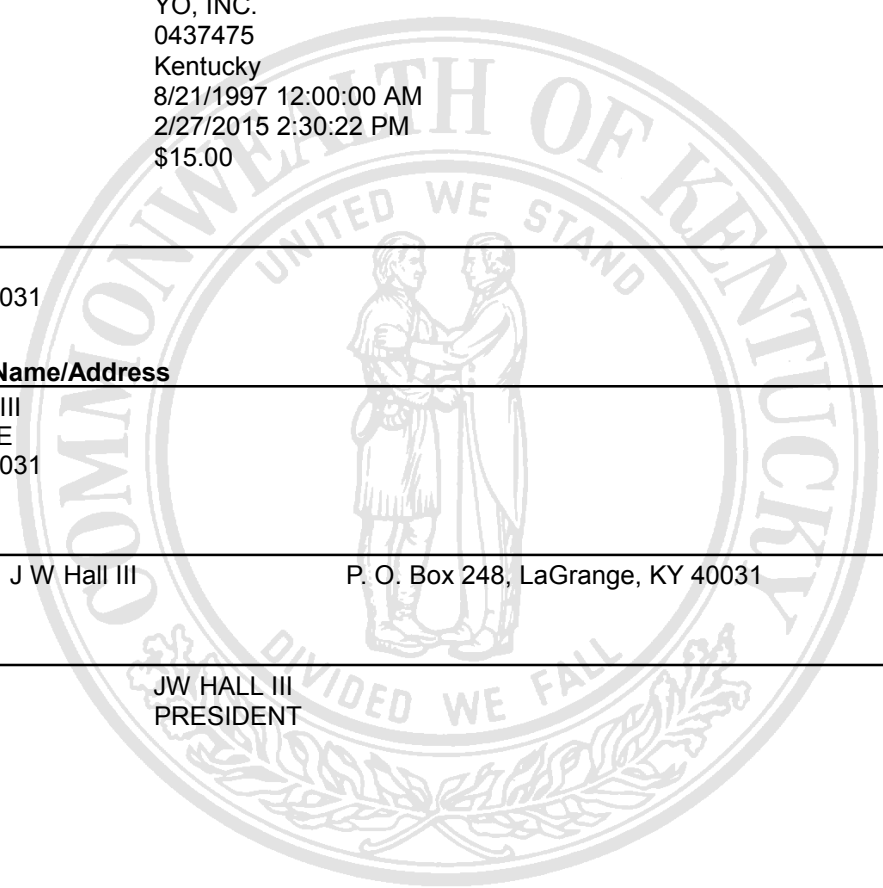 YO, INC.
0437475
Kentucky
8/21/1997 12:00:00 AM
2/27/2015 2:30:22 PM
$15.00
COMMONWEALTH OF KENTUCKY
UNITED WE STAND
031
Name/Address
III
E
031
J W Hall III P. O. Box 248, LaGrange, KY 40031
DIVIDED WE FALL
JW HALL III
PRESIDENT